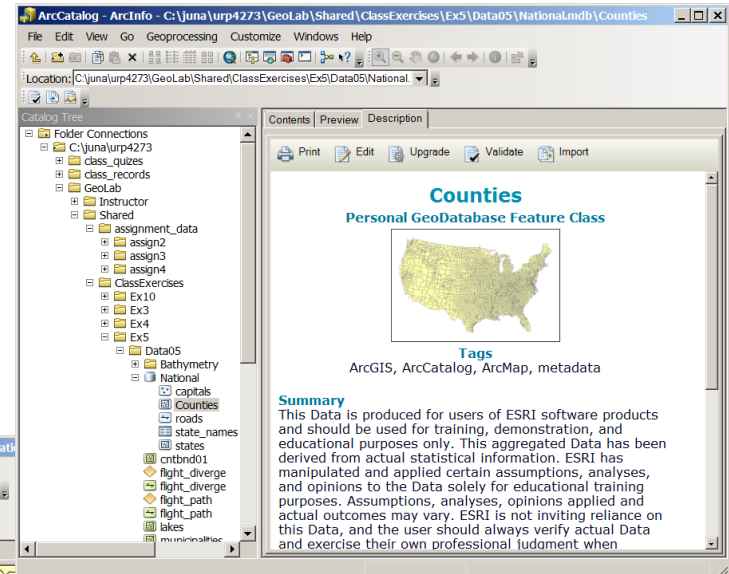 ArcCatalog - ArcInfo - C:\juna\urp4273\GeoLab\Shared\ClassExercises\Ex5\Data05\National.mdb\Counties
File Edit View Go Geoprocessing Customize Windows Help
Location: C:\juna\urp4273\GeoLab\Shared\ClassExercises\Ex5\Data05\National.
Catalog Tree
Folder Connections
C:\juna\urp4273
class_quizes
class_records
GeoLab
Instructor
Shared
assignment_data
assign2
assign3
assign4
ClassExercises
Ex10
Ex3
Ex4
Ex5
Data05
Bathymetry
National
capitals
Counties
roads
state_names
states
cntbnd01
flight_diverge
flight_diverge
flight_path
flight_path
lakes
municipalities
Contents Preview Description
Print Edit Upgrade Validate Import
Counties
Personal GeoDatabase Feature Class
Tags
ArcGIS, ArcCatalog, ArcMap, metadata
Summary
This Data is produced for users of ESRI software products
and should be used for training, demonstration, and
educational purposes only. This aggregated Data has been
derived from actual statistical information. ESRI has
manipulated and applied certain assumptions, analyses,
and opinions to the Data solely for educational training
purposes. Assumptions, analyses, opinions applied and
actual outcomes may vary. ESRI is not inviting reliance on
this Data, and the user should always verify actual Data
and exercise their own professional judgment when